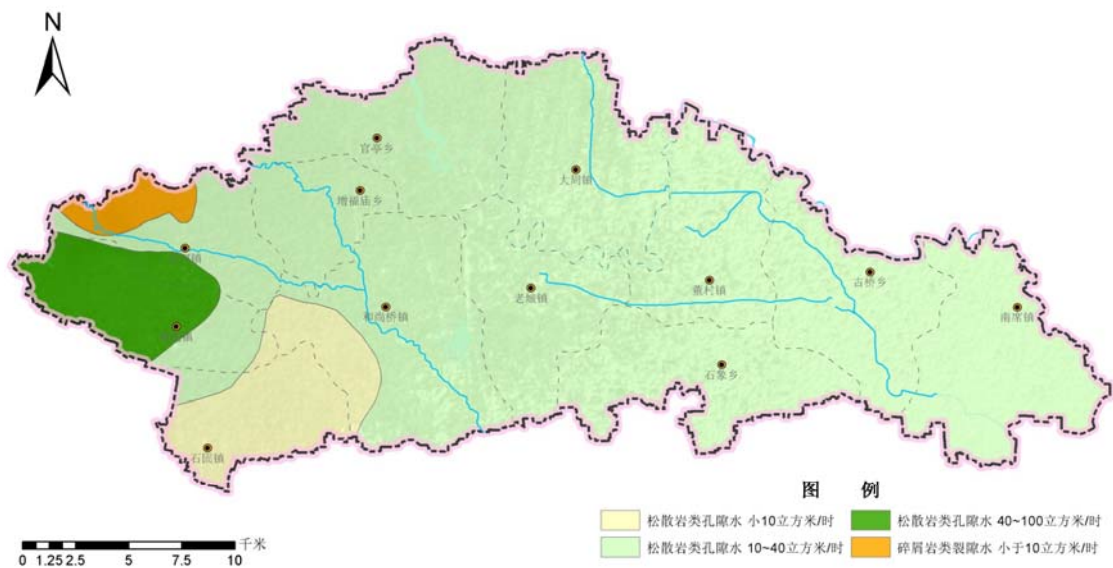 N
官亭乡
大周镇
增福庙乡
古桥乡
董村镇
老城镇
和尚桥镇
南席镇
石象乡
石固镇
图 例
松散岩类孔隙水 小10立方米/时
松散岩类孔隙水 40~100立方米/时
松散岩类孔隙水 10~40立方米/时
碎屑岩类裂隙水 小于10立方米/时
千米
0 1.25 2.5 5 7.5 10